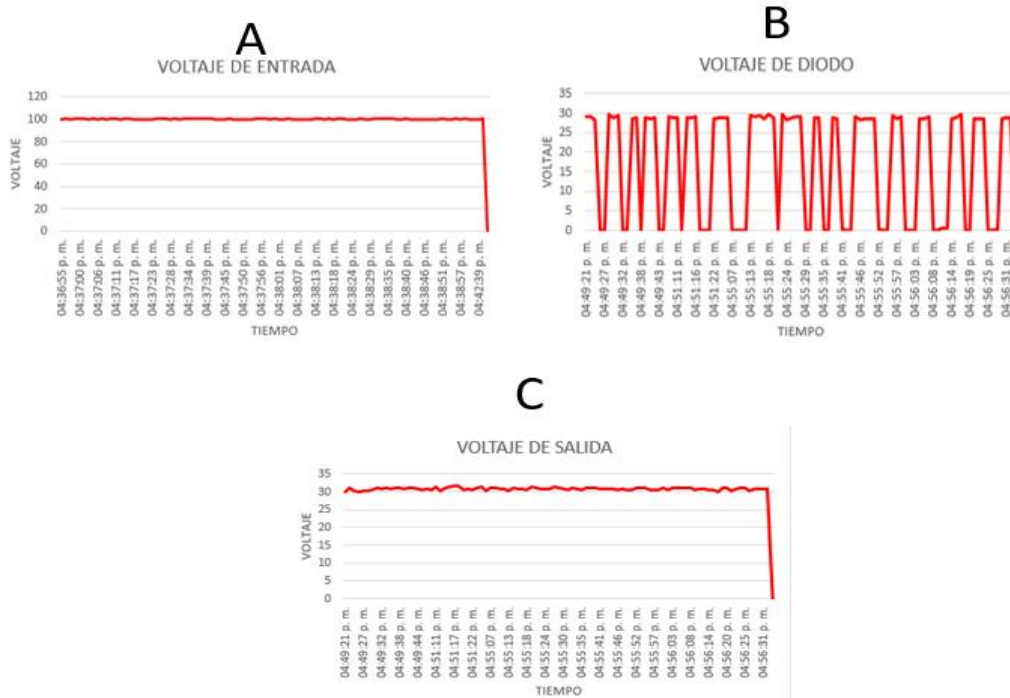 A
VOLTAJE DE ENTRADA
VOLTAJE
120
100
80
60
40
20
0
04:36:55 p. m.
04:37:00 p. m.
04:37:06 p. m.
04:37:11 p. m.
04:37:17 p. m.
04:37:23 p. m.
04:37:28 p. m.
04:37:34 p. m.
04:37:39 p. m.
04:37:45 p. m.
04:37:50 p. m.
04:37:56 p. m.
04:38:01 p. m.
04:38:07 p. m.
04:38:13 p. m.
04:38:18 p. m.
04:38:24 p. m.
04:38:29 p. m.
04:38:35 p. m.
04:38:40 p. m.
04:38:46 p. m.
04:38:51 p. m.
04:38:57 p. m.
04:42:39 p. m.
TIEMPO
B
VOLTAJE DE DIODO
VOLTAJE
35
30
25
20
15
10
5
0
04:49:21 p. m.
04:49:27 p. m.
04:49:32 p. m.
04:49:38 p. m.
04:49:43 p. m.
04:51:11 p. m.
04:51:16 p. m.
04:51:22 p. m.
04:55:07 p. m.
04:55:13 p. m.
04:55:18 p. m.
04:55:24 p. m.
04:55:29 p. m.
04:55:35 p. m.
04:55:41 p. m.
04:55:46 p. m.
04:55:52 p. m.
04:55:57 p. m.
04:56:03 p. m.
04:56:08 p. m.
04:56:14 p. m.
04:56:19 p. m.
04:56:25 p. m.
04:56:31 p. m.
TIEMPO
C
VOLTAJE DE SALIDA
VOLTAJE
35
30
25
20
15
10
5
0
04:49:21 p. m.
04:49:27 p. m.
04:49:32 p. m.
04:49:38 p. m.
04:49:44 p. m.
04:51:11 p. m.
04:51:17 p. m.
04:51:22 p. m.
04:55:07 p. m.
04:55:13 p. m.
04:55:18 p. m.
04:55:24 p. m.
04:55:30 p. m.
04:55:35 p. m.
04:55:41 p. m.
04:55:46 p. m.
04:55:52 p. m.
04:55:57 p. m.
04:56:03 p. m.
04:56:08 p. m.
04:56:14 p. m.
04:56:20 p. m.
04:56:25 p. m.
04:56:31 p. m.
TIEMPO